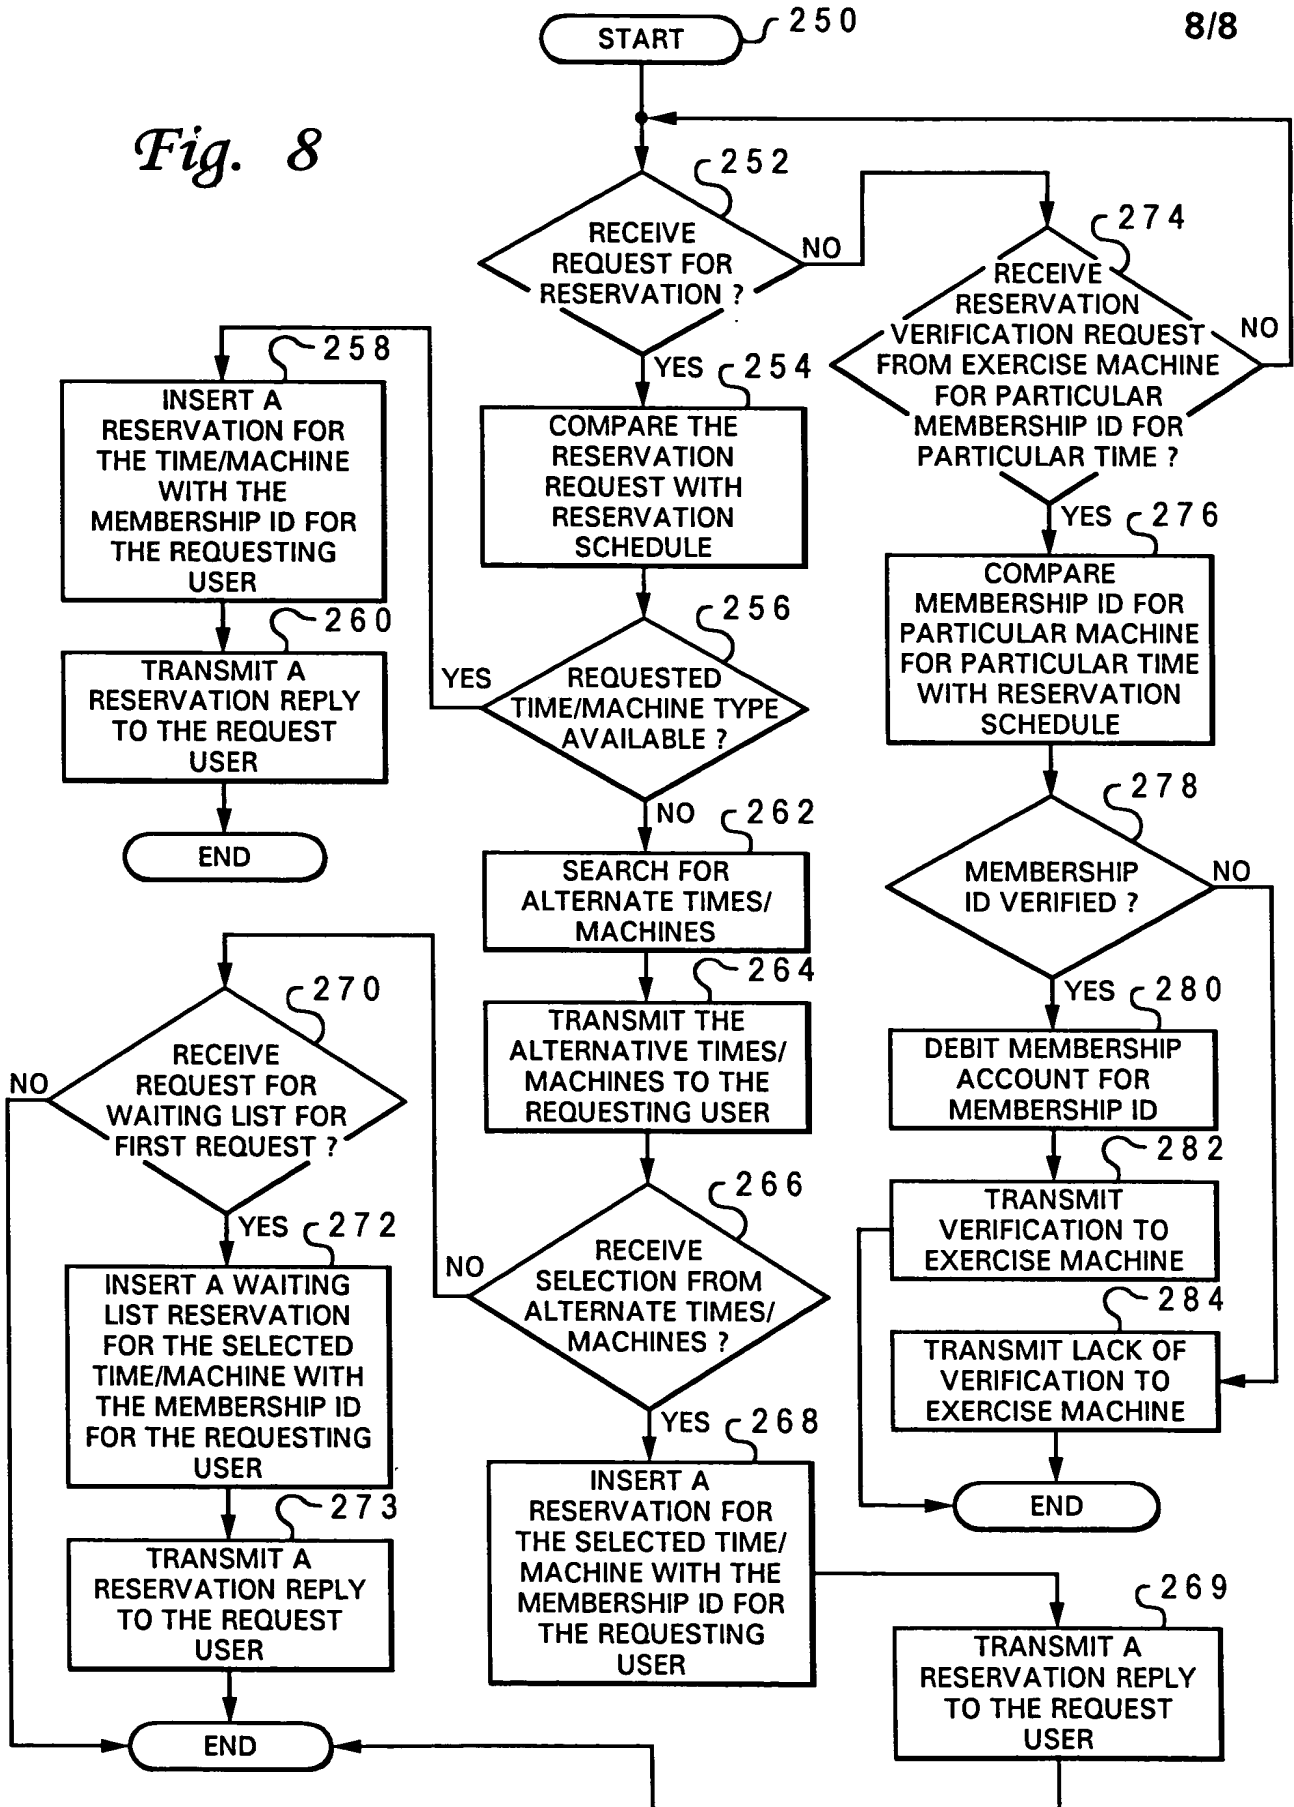 8/8
Fig. 8
START
250
252
RECEIVE
REQUEST FOR
RESERVATION ?
NO
YES
274
RECEIVE
RESERVATION
VERIFICATION REQUEST
FROM EXERCISE MACHINE
FOR PARTICULAR
MEMBERSHIP ID FOR
PARTICULAR TIME ?
NO
YES
254
COMPARE THE
RESERVATION
REQUEST WITH
RESERVATION
SCHEDULE
256
REQUESTED
TIME/MACHINE TYPE
AVAILABLE ?
YES
NO
258
INSERT A
RESERVATION FOR
THE TIME/MACHINE
WITH THE
MEMBERSHIP ID FOR
THE REQUESTING
USER
260
TRANSMIT A
RESERVATION REPLY
TO THE REQUEST
USER
END
262
SEARCH FOR
ALTERNATE TIMES/
MACHINES
264
TRANSMIT THE
ALTERNATIVE TIMES/
MACHINES TO THE
REQUESTING USER
266
RECEIVE
SELECTION FROM
ALTERNATE TIMES/
MACHINES ?
NO
YES
268
INSERT A
RESERVATION FOR
THE SELECTED TIME/
MACHINE WITH THE
MEMBERSHIP ID FOR
THE REQUESTING
USER
269
TRANSMIT A
RESERVATION REPLY
TO THE REQUEST
USER
270
RECEIVE
REQUEST FOR
WAITING LIST FOR
FIRST REQUEST ?
NO
YES
272
INSERT A WAITING
LIST RESERVATION
FOR THE SELECTED
TIME/MACHINE WITH
THE MEMBERSHIP ID
FOR THE REQUESTING
USER
273
TRANSMIT A
RESERVATION REPLY
TO THE REQUEST
USER
END
276
COMPARE
MEMBERSHIP ID FOR
PARTICULAR MACHINE
FOR PARTICULAR TIME
WITH RESERVATION
SCHEDULE
278
MEMBERSHIP
ID VERIFIED ?
NO
YES
280
DEBIT MEMBERSHIP
ACCOUNT FOR
MEMBERSHIP ID
282
TRANSMIT
VERIFICATION TO
EXERCISE MACHINE
284
TRANSMIT LACK OF
VERIFICATION TO
EXERCISE MACHINE
END